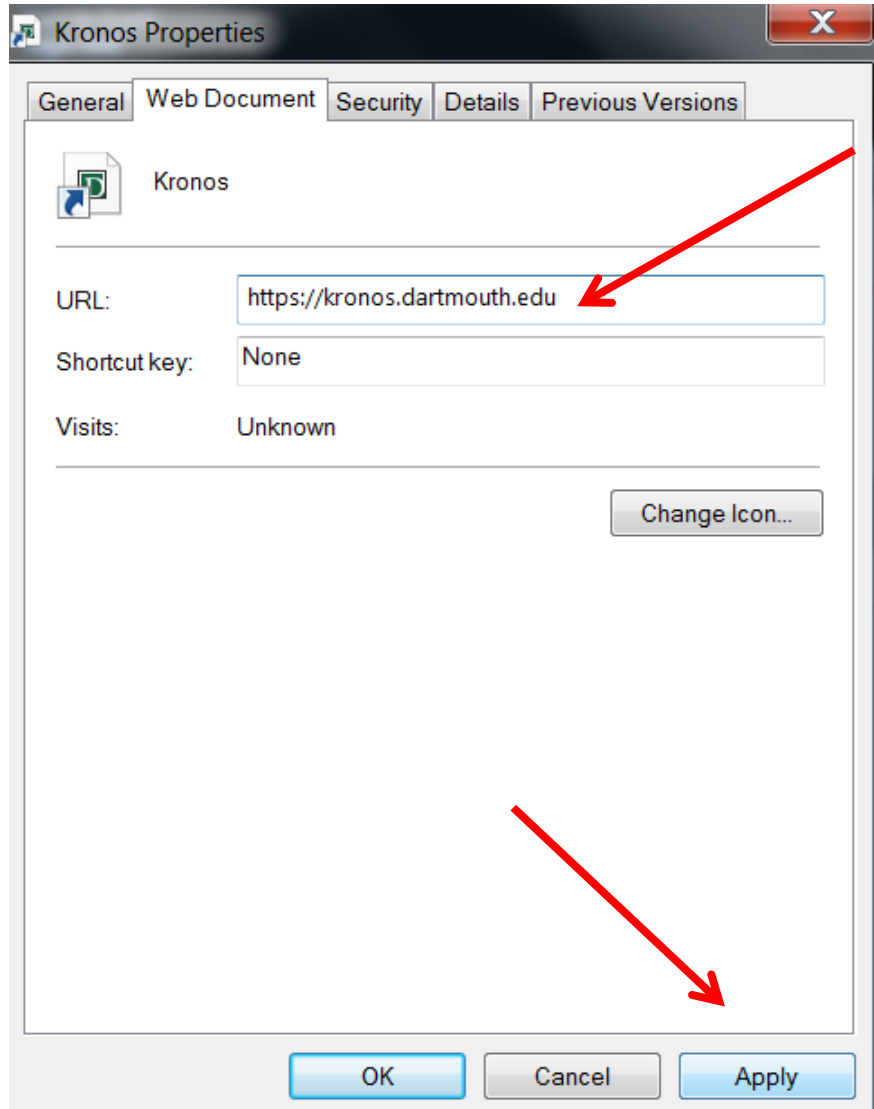 Kronos Properties
X
General Web Document Security Details Previous Versions
D
Kronos
URL: https://kronos.dartmouth.edu
Shortcut key: None
Visits: Unknown
Change Icon...
OK Cancel Apply